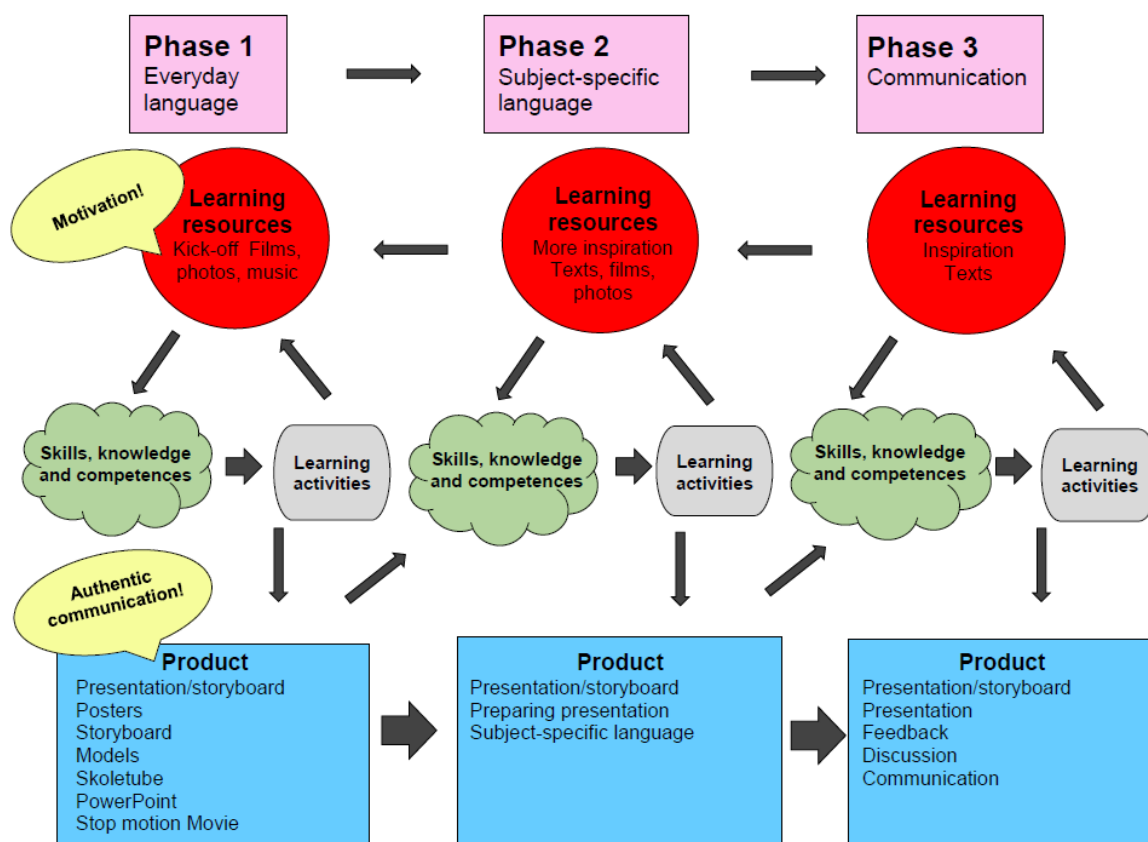 Phase 1
Everyday
language
Phase 2
Subject-specific
language
Phase 3
Communication
Motivation!
Learning
resources
Kick-off Films,
photos, music
Learning
resources
More inspiration
Texts, films,
photos
Learning
resources
Inspiration
Texts
Skills, knowledge
and competences
Learning
activities
Skills, knowledge
and competences
Learning
activities
Skills, knowledge
and competences
Learning
activities
Authentic
communication!
Product
Presentation/storyboard
Posters
Storyboard
Models
Skoletube
PowerPoint
Stop motion Movie
Product
Presentation/storyboard
Preparing presentation
Subject-specific language
Product
Presentation/storyboard
Presentation
Feedback
Discussion
Communication